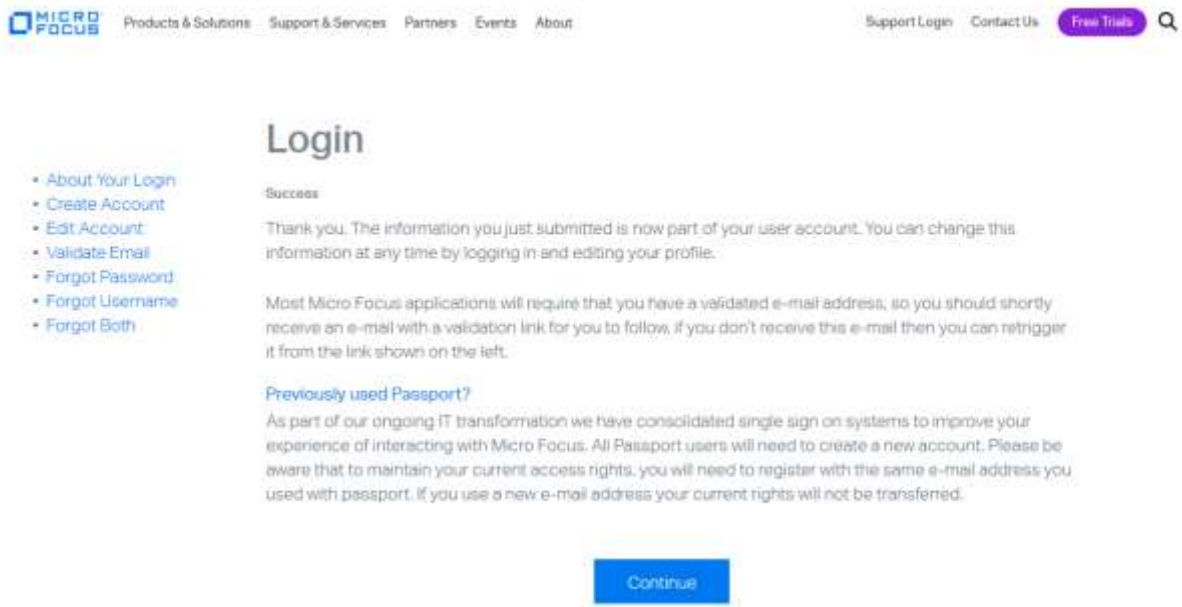 MICRO FOCUS Products & Solutions Support & Services Partners Events About Support Login Contact Us Free Trials
Login
• About Your Login
• Create Account
• Edit Account
• Validate Email
• Forgot Password
• Forgot Username
• Forgot Both
Success
Thank you. The information you just submitted is now part of your user account. You can change this
information at any time by logging in and editing your profile.
Most Micro Focus applications will require that you have a validated e-mail address, so you should shortly
receive an e-mail with a validation link for you to follow, if you don't receive this e-mail then you can retrigger
it from the link shown on the left.
Previously used Passport?
As part of our ongoing IT transformation we have consolidated single sign on systems to improve your
experience of interacting with Micro Focus. All Passport users will need to create a new account. Please be
aware that to maintain your current access rights, you will need to register with the same e-mail address you
used with passport. If you use a new e-mail address your current rights will not be transferred.
Continue